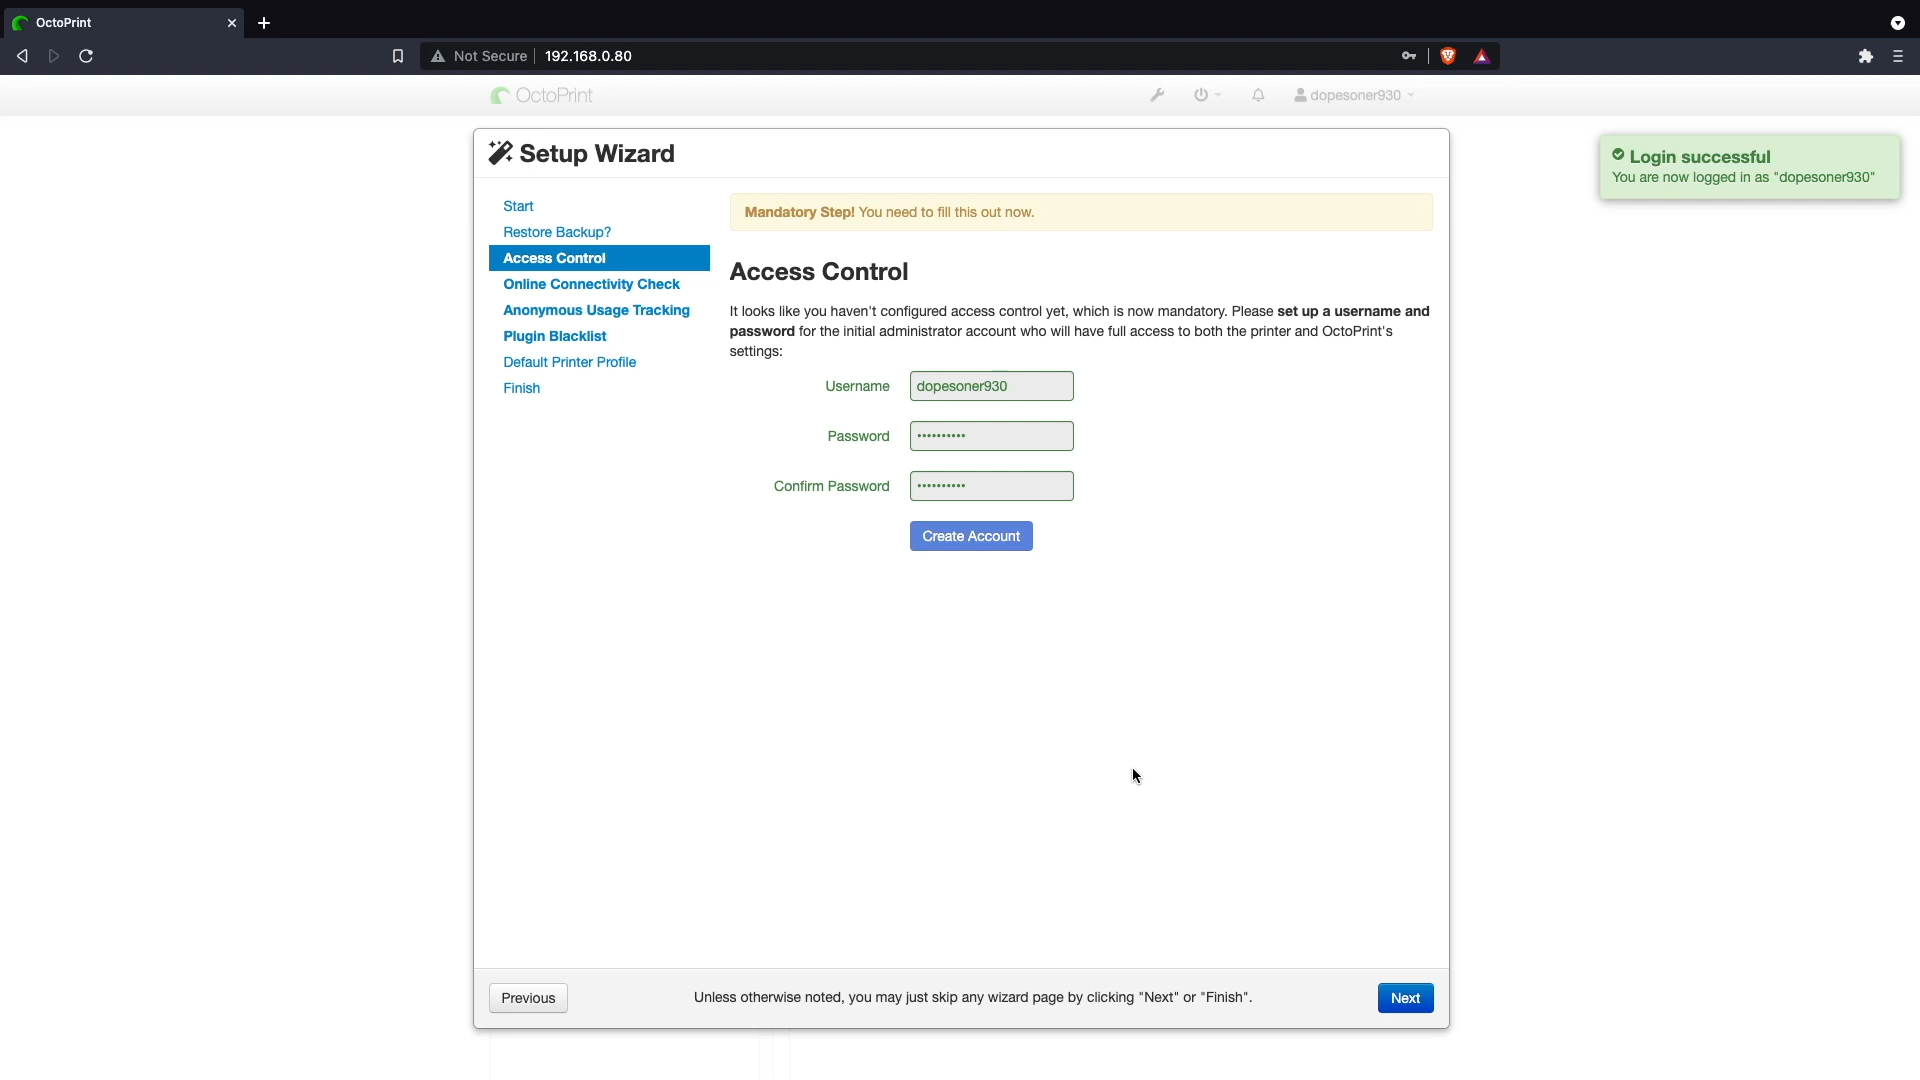 OctoPrint
Not Secure 192.168.0.80
OctoPrint
dopesoner930
Setup Wizard
Login successful
You are now logged in as "dopesoner930"
Start
Restore Backup?
Access Control
Online Connectivity Check
Anonymous Usage Tracking
Plugin Blacklist
Default Printer Profile
Finish
Mandatory Step! You need to fill this out now.
Access Control
It looks like you haven't configured access control yet, which is now mandatory. Please set up a username and
password for the initial administrator account who will have full access to both the printer and OctoPrint's
settings:
Username dopesoner930
Password ••••••••••
Confirm Password ••••••••••
Create Account
Previous
Unless otherwise noted, you may just skip any wizard page by clicking "Next" or "Finish".
Next